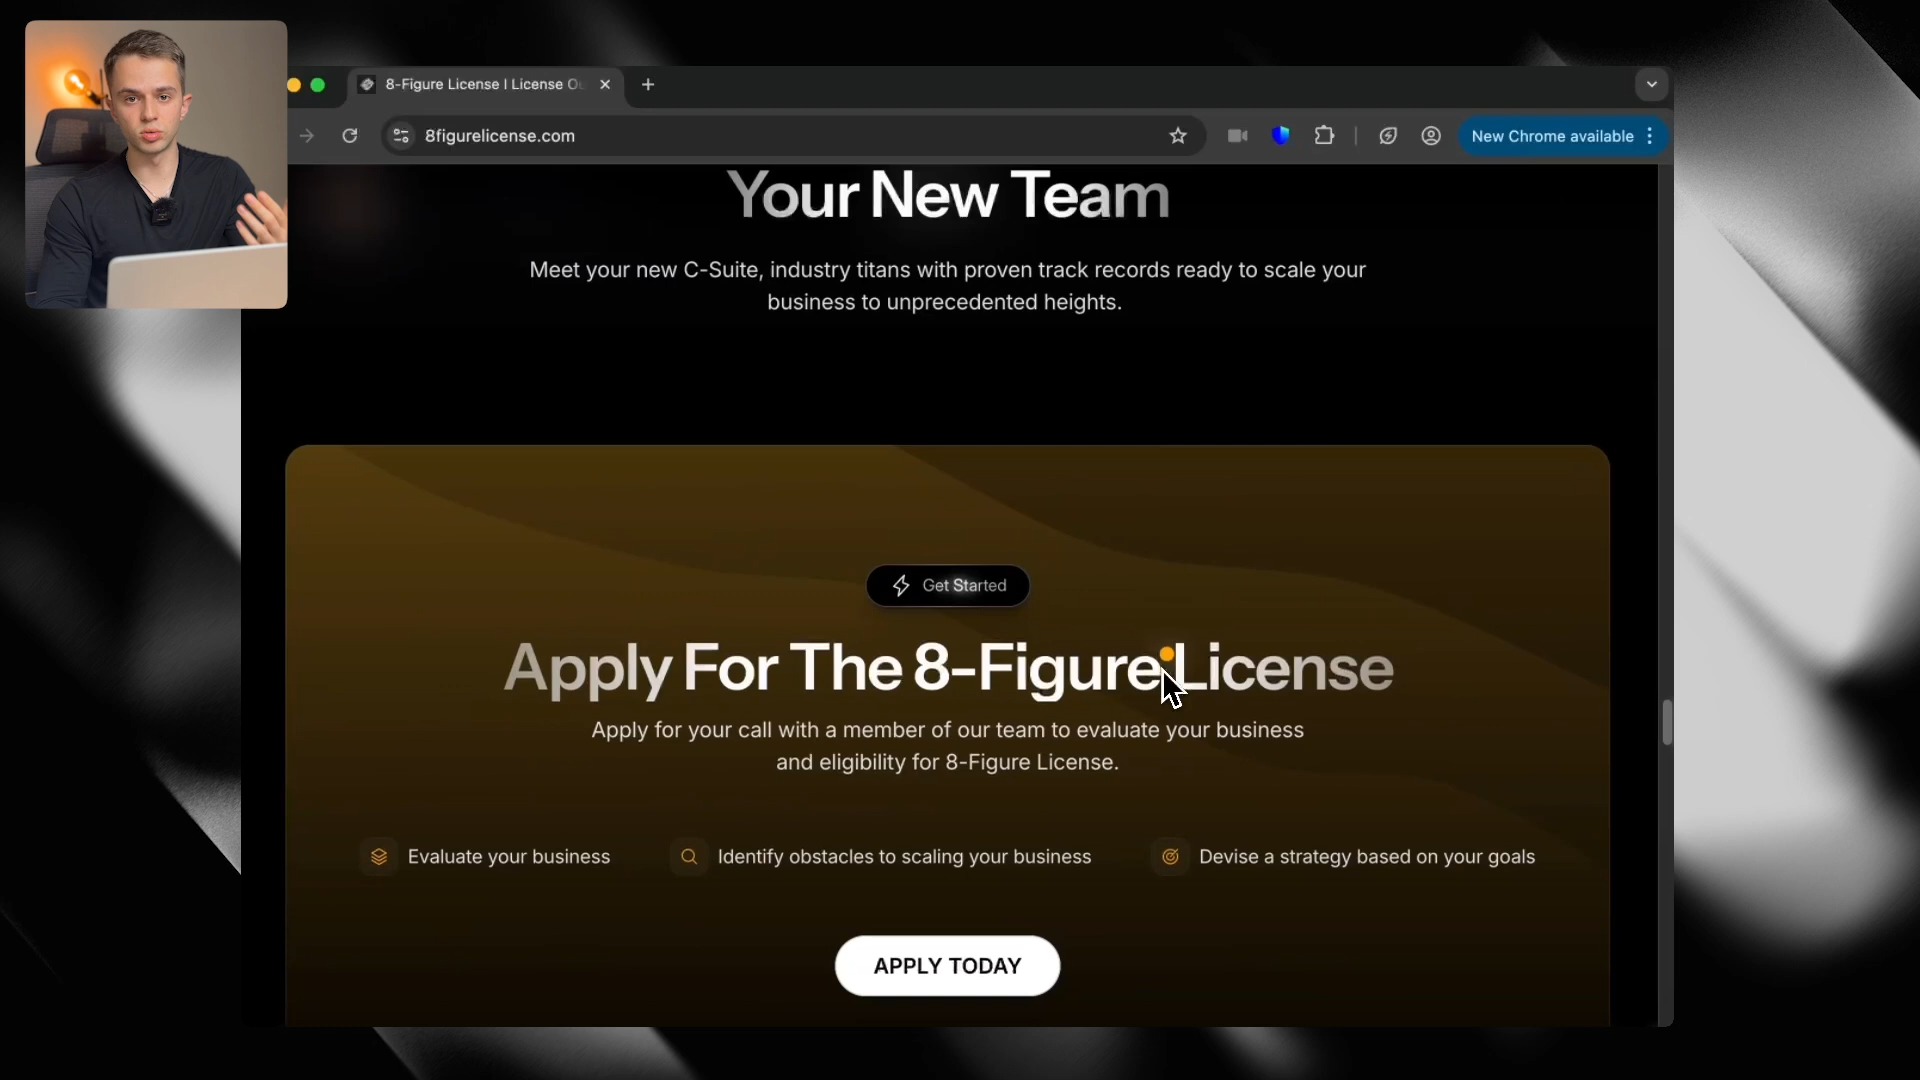 8-Figure License | License Ou
8figurelicense.com
New Chrome available
Your New Team
Meet your new C-Suite, industry titans with proven track records ready to scale your
business to unprecedented heights.
Get Started
Apply For The 8-Figure License
Apply for your call with a member of our team to evaluate your business
and eligibility for 8-Figure License.
Evaluate your business
Identify obstacles to scaling your business
Devise a strategy based on your goals
APPLY TODAY